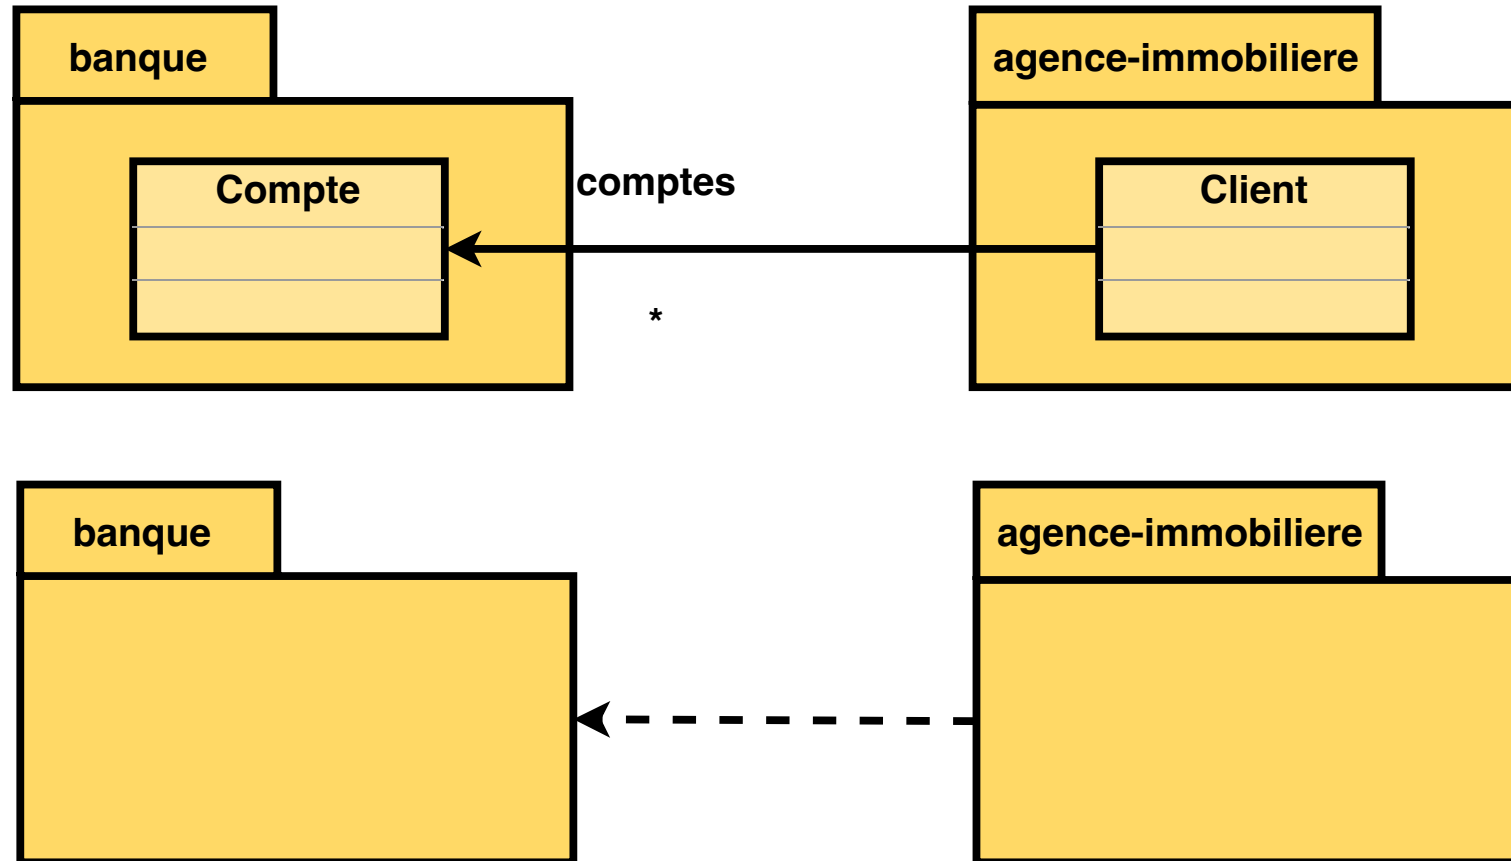 banque
agence-immobiliere
Compte
comptes
Client
*
banque
agence-immobiliere